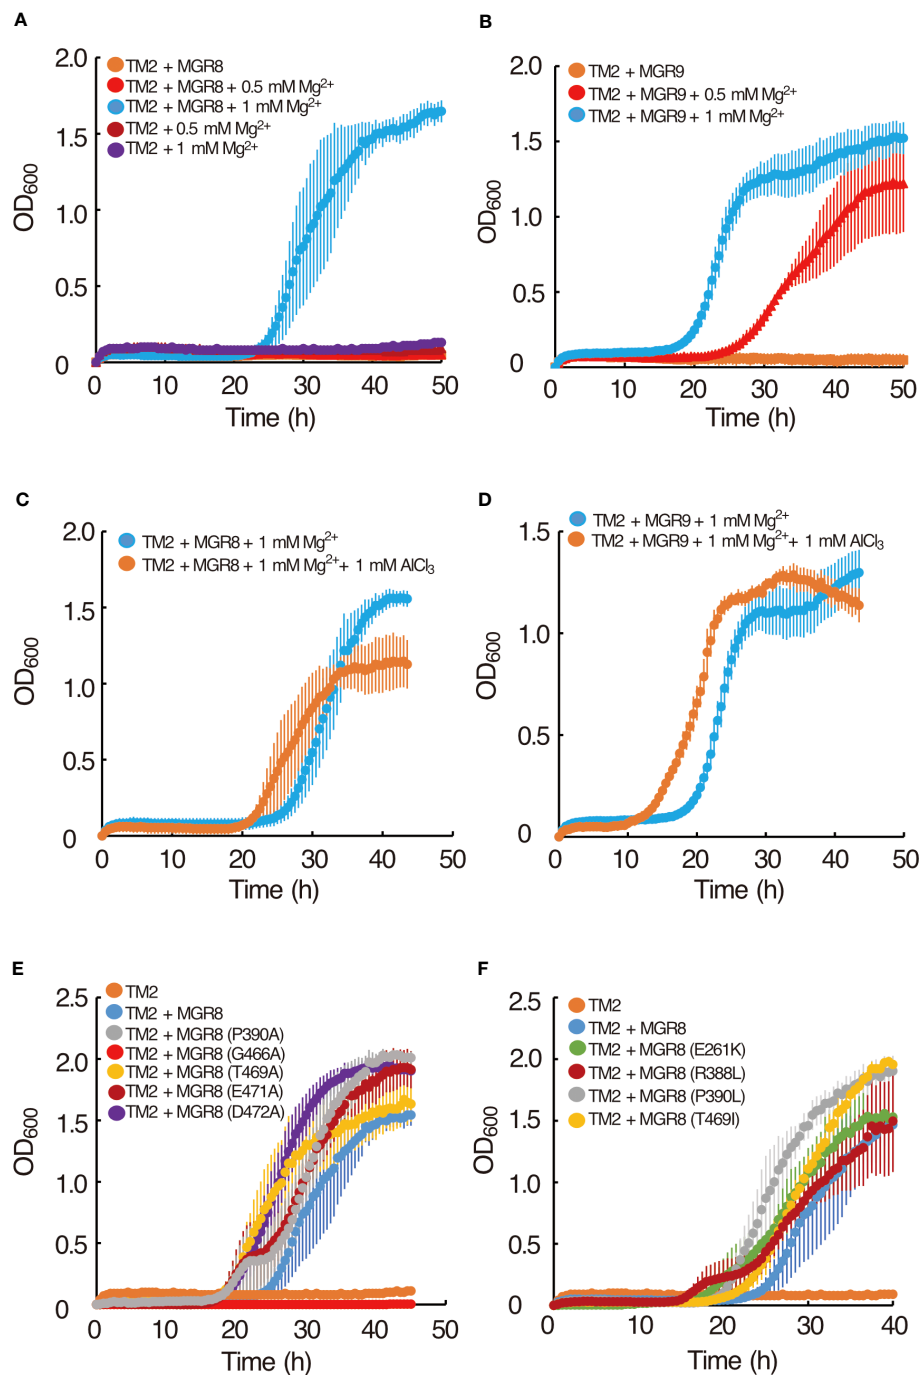 A
2.0
1.5
1.0
0.5
0
OD600
TM2 + MGR8
TM2 + MGR8 + 0.5 mM Mg2+
TM2 + MGR8 + 1 mM Mg2+
TM2 + 0.5 mM Mg2+
TM2 + 1 mM Mg2+
0 10 20 30 40 50
Time (h)
B
2.0
1.5
1.0
0.5
0
OD600
TM2 + MGR9
TM2 + MGR9 + 0.5 mM Mg2+
TM2 + MGR9 + 1 mM Mg2+
0 10 20 30 40 50
Time (h)
C
2.0
1.5
1.0
0.5
0
OD600
TM2 + MGR8 + 1 mM Mg2+
TM2 + MGR8 + 1 mM Mg2+ + 1 mM AlCl3
0 10 20 30 40 50
Time (h)
D
1.5
1.0
0.5
0
OD600
TM2 + MGR9 + 1 mM Mg2+
TM2 + MGR9 + 1 mM Mg2+ + 1 mM AlCl3
0 10 20 30 40 50
Time (h)
E
2.5
2.0
1.5
1.0
0.5
0
OD600
TM2
TM2 + MGR8
TM2 + MGR8 (P390A)
TM2 + MGR8 (G466A)
TM2 + MGR8 (T469A)
TM2 + MGR8 (E471A)
TM2 + MGR8 (D472A)
0 10 20 30 40 50
Time (h)
F
2.5
2.0
1.5
1.0
0.5
0
OD600
TM2
TM2 + MGR8
TM2 + MGR8 (E261K)
TM2 + MGR8 (R388L)
TM2 + MGR8 (P390L)
TM2 + MGR8 (T469I)
0 10 20 30 40
Time (h)